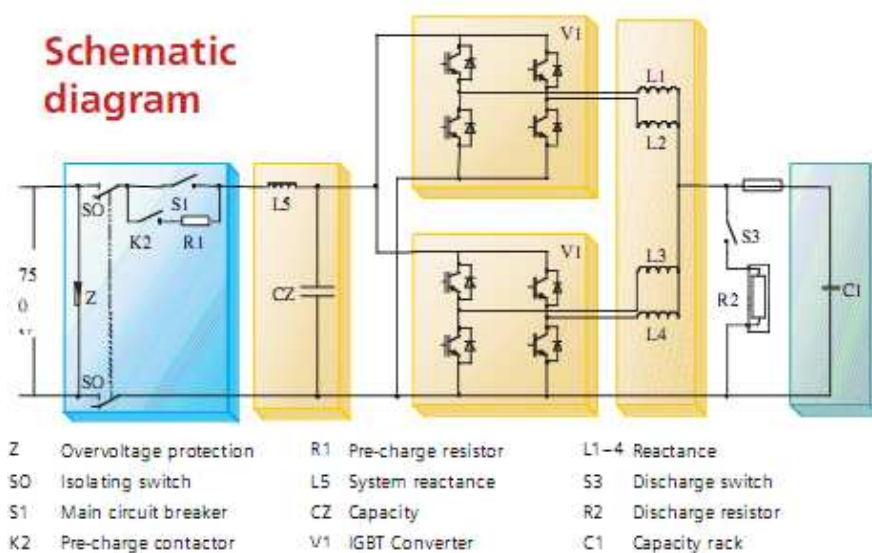 Schematic
diagram
V1
L1
L2
SO
S1
K2
R1
L5
CZ
75
0
Z
SO
V1
L3
L4
S3
R2
C1
Z Overvoltage protection
SO Isolating switch
S1 Main circuit breaker
K2 Pre-charge contactor
R1 Pre-charge resistor
L5 System reactance
CZ Capacity
V1 IGBT Converter
L1–4 Reactance
S3 Discharge switch
R2 Discharge resistor
C1 Capacity rack